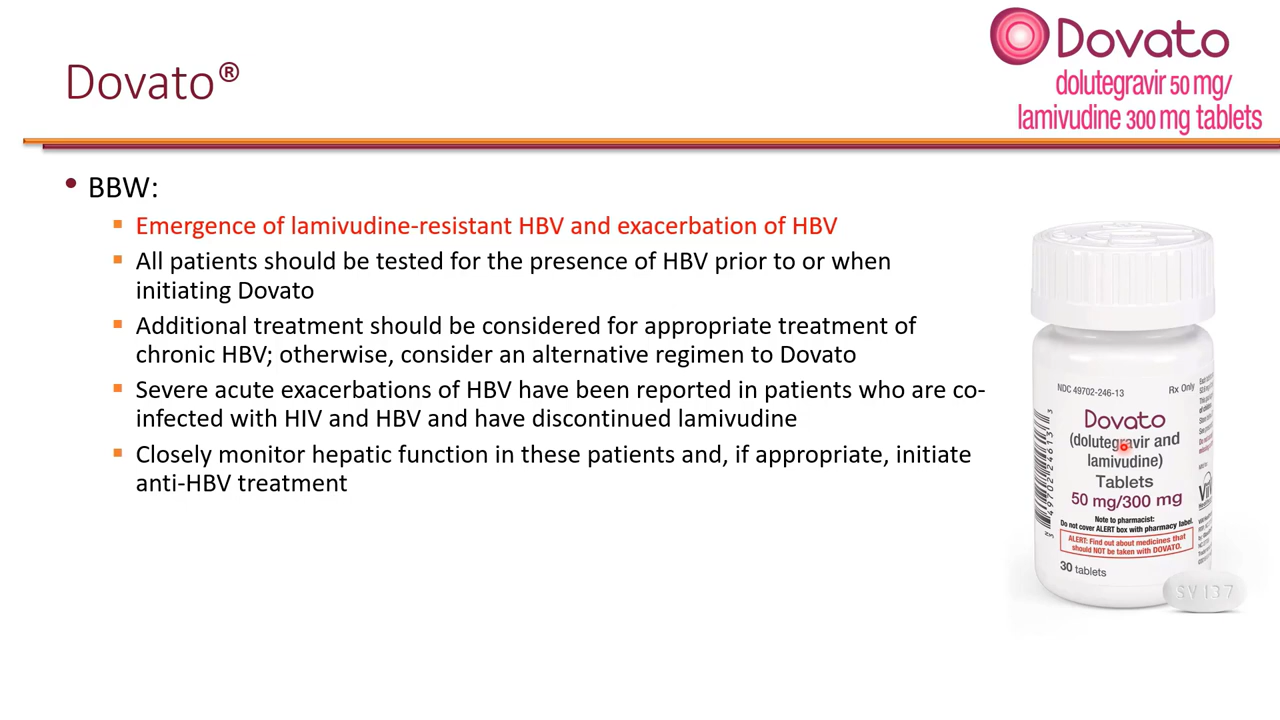 Dovato®
Dovato
dolutegravir 50 mg/
lamivudine 300 mg tablets
• BBW:
▪ Emergence of lamivudine-resistant HBV and exacerbation of HBV
▪ All patients should be tested for the presence of HBV prior to or when
initiating Dovato
▪ Additional treatment should be considered for appropriate treatment of
chronic HBV; otherwise, consider an alternative regimen to Dovato
▪ Severe acute exacerbations of HBV have been reported in patients who are co-
infected with HIV and HBV and have discontinued lamivudine
▪ Closely monitor hepatic function in these patients and, if appropriate, initiate
anti-HBV treatment
NDC 49702-246-13
Rx Only
Dovato
(dolutegravir and
lamivudine)
Tablets
50 mg/300 mg
Note to pharmacist:
Do not cover ALERT box with pharmacy label.
ALERT: Find out about medicines that
should NOT be taken with DOVATO.
30 tablets
SV 137